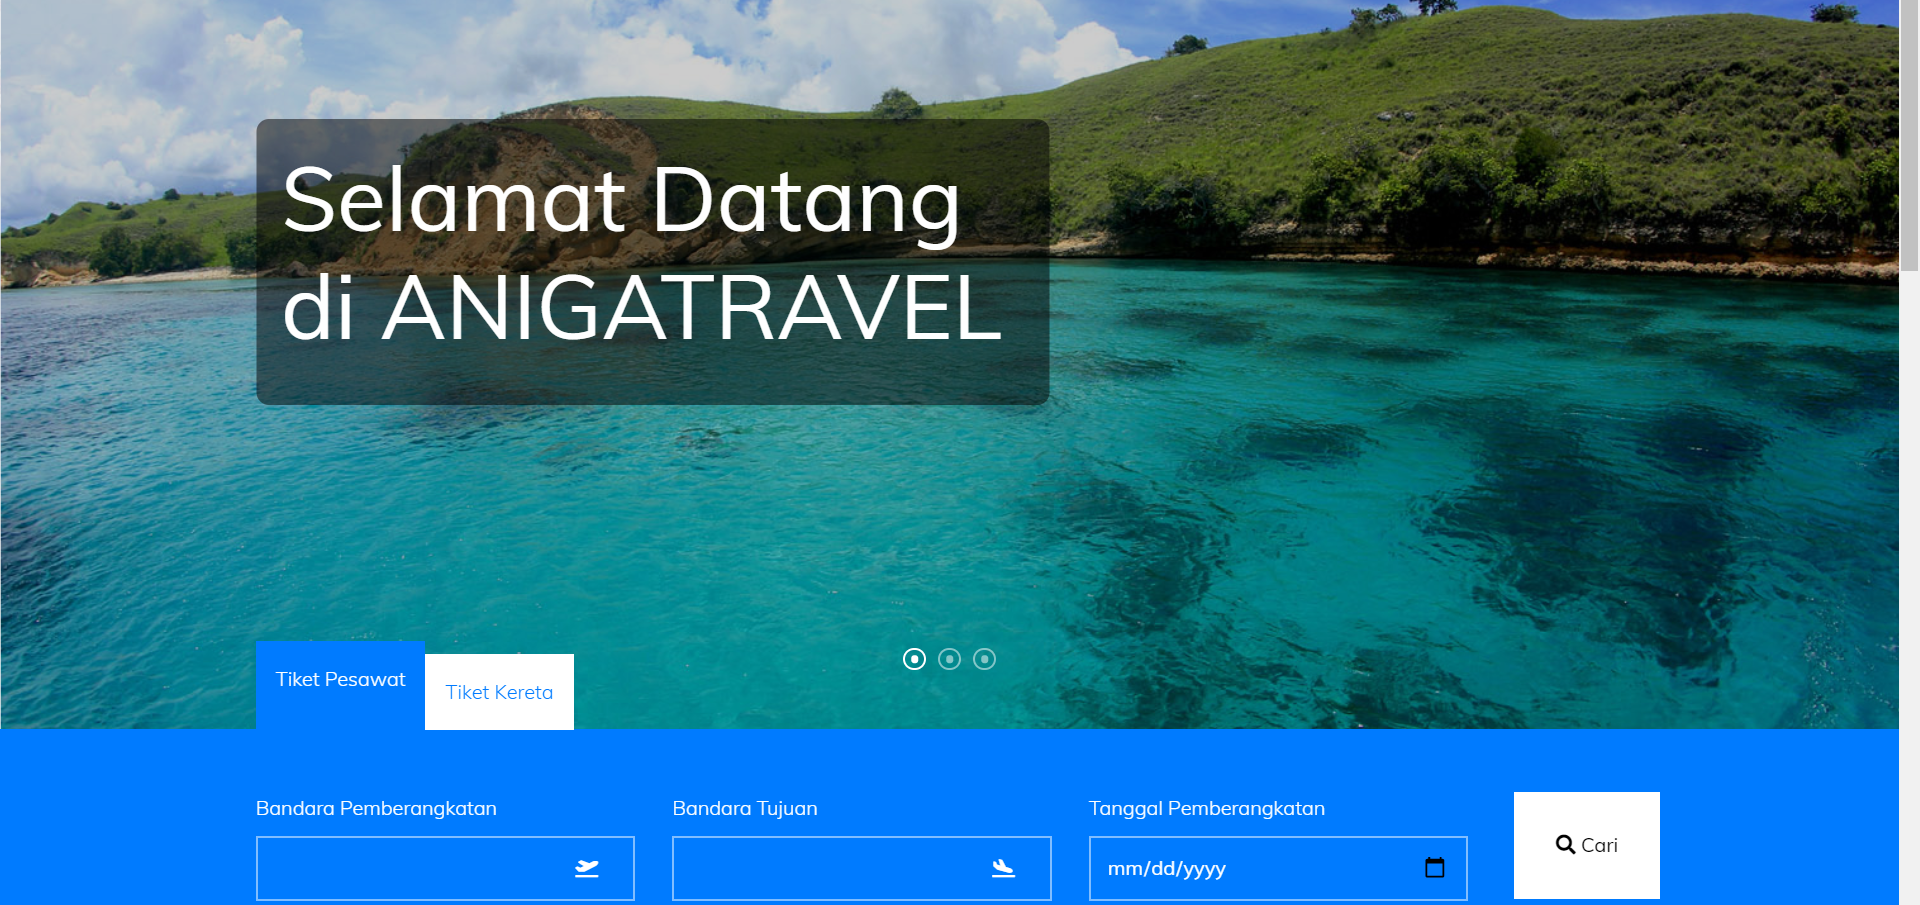 Selamat Datang
di ANIGATRAVEL
Tiket Pesawat
Tiket Kereta
Bandara Pemberangkatan
Bandara Tujuan
Tanggal Pemberangkatan
mm/dd/yyyy
Cari